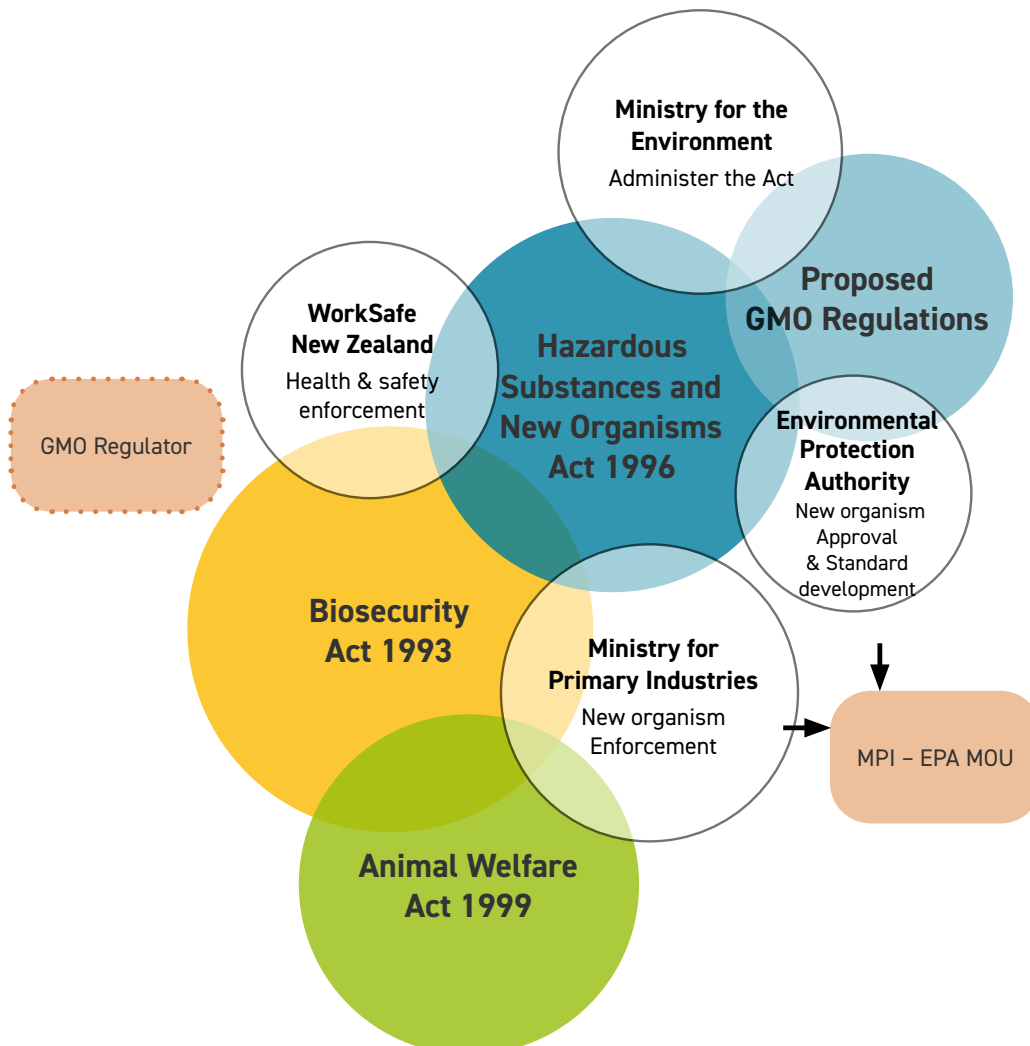 Ministry for the
Environment
Administer the Act
Proposed
GMO Regulations
WorkSafe
New Zealand
Health & safety
enforcement
Hazardous
Substances and
New Organisms
Act 1996
GMO Regulator
Environmental
Protection
Authority
New organism
Approval
& Standard
development
Biosecurity
Act 1993
Ministry for
Primary Industries
New organism
Enforcement
MPI – EPA MOU
Animal Welfare
Act 1999